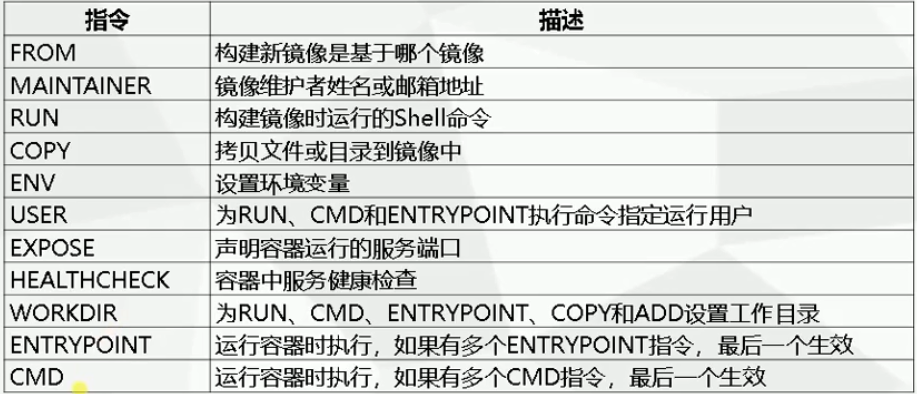 指令 描述
FROM 构建新镜像是基于哪个镜像
MAINTAINER 镜像维护者姓名或邮箱地址
RUN 构建镜像时运行的Shell命令
COPY 拷贝文件或目录到镜像中
ENV 设置环境变量
USER 为RUN、CMD和ENTRYPOINT执行命令指定运行用户
EXPOSE 声明容器运行的服务端口
HEALTHCHECK 容器中服务健康检查
WORKDIR 为RUN、CMD、ENTRYPOINT、COPY和ADD设置工作目录
ENTRYPOINT 运行容器时执行，如果有多个ENTRYPOINT指令，最后一个生效
CMD 运行容器时执行，如果有多个CMD指令，最后一个生效